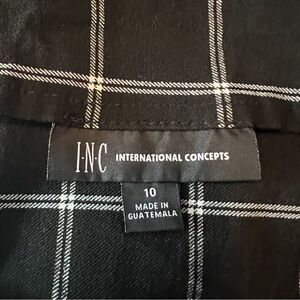 I·N·C INTERNATIONAL CONCEPTS
10
MADE IN
GUATEMALA